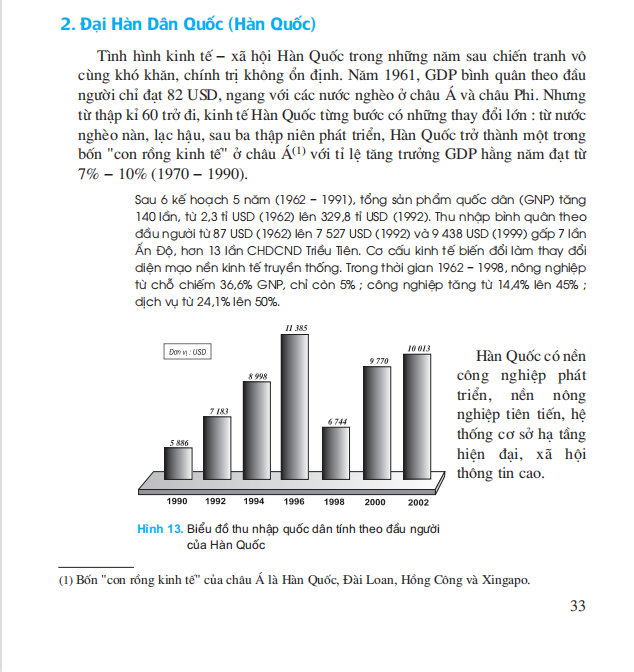 2. Đại Hàn Dân Quốc (Hàn Quốc)
Tình hình kinh tế – xã hội Hàn Quốc trong những năm sau chiến tranh vô
cùng khó khăn, chính trị không ổn định. Năm 1961, GDP bình quân theo đầu
người chỉ đạt 82 USD, ngang với các nước nghèo ở châu Á và châu Phi. Nhưng
từ thập kỉ 60 trở đi, kinh tế Hàn Quốc từng bước có những thay đổi lớn : từ nước
nghèo nàn, lạc hậu, sau ba thập niên phát triển, Hàn Quốc trở thành một trong
bốn "con rồng kinh tế" ở châu Á(1) với tỉ lệ tăng trưởng GDP hằng năm đạt từ
7% – 10% (1970 – 1990).
Sau 6 kế hoạch 5 năm (1962 – 1991), tổng sản phẩm quốc dân (GNP) tăng
140 lần, từ 2,3 tỉ USD (1962) lên 329,8 tỉ USD (1992). Thu nhập bình quân theo
đầu người từ 87 USD (1962) lên 7 527 USD (1992) và 9 438 USD (1999) gấp 7 lần
Ấn Độ, hơn 13 lần CHDCND Triều Tiên. Cơ cấu kinh tế biến đổi làm thay đổi
diện mạo nền kinh tế truyền thống. Trong thời gian 1962 – 1998, nông nghiệp
từ chỗ chiếm 36,6% GNP, chỉ còn 5% ; công nghiệp tăng từ 14,4% lên 45% ;
dịch vụ từ 24,1% lên 50%.
Đơn vị : USD
5 886
7 183
8 998
11 385
6 744
9 770
10 013
1990 1992 1994 1996 1998 2000 2002
Hình 13. Biểu đồ thu nhập quốc dân tính theo đầu người
của Hàn Quốc
Hàn Quốc có nền
công nghiệp phát
triển, nền nông
nghiệp tiên tiến, hệ
thống cơ sở hạ tầng
hiện đại, xã hội
thông tin cao.
(1) Bốn "con rồng kinh tế" của châu Á là Hàn Quốc, Đài Loan, Hồng Công và Xingapo.
33